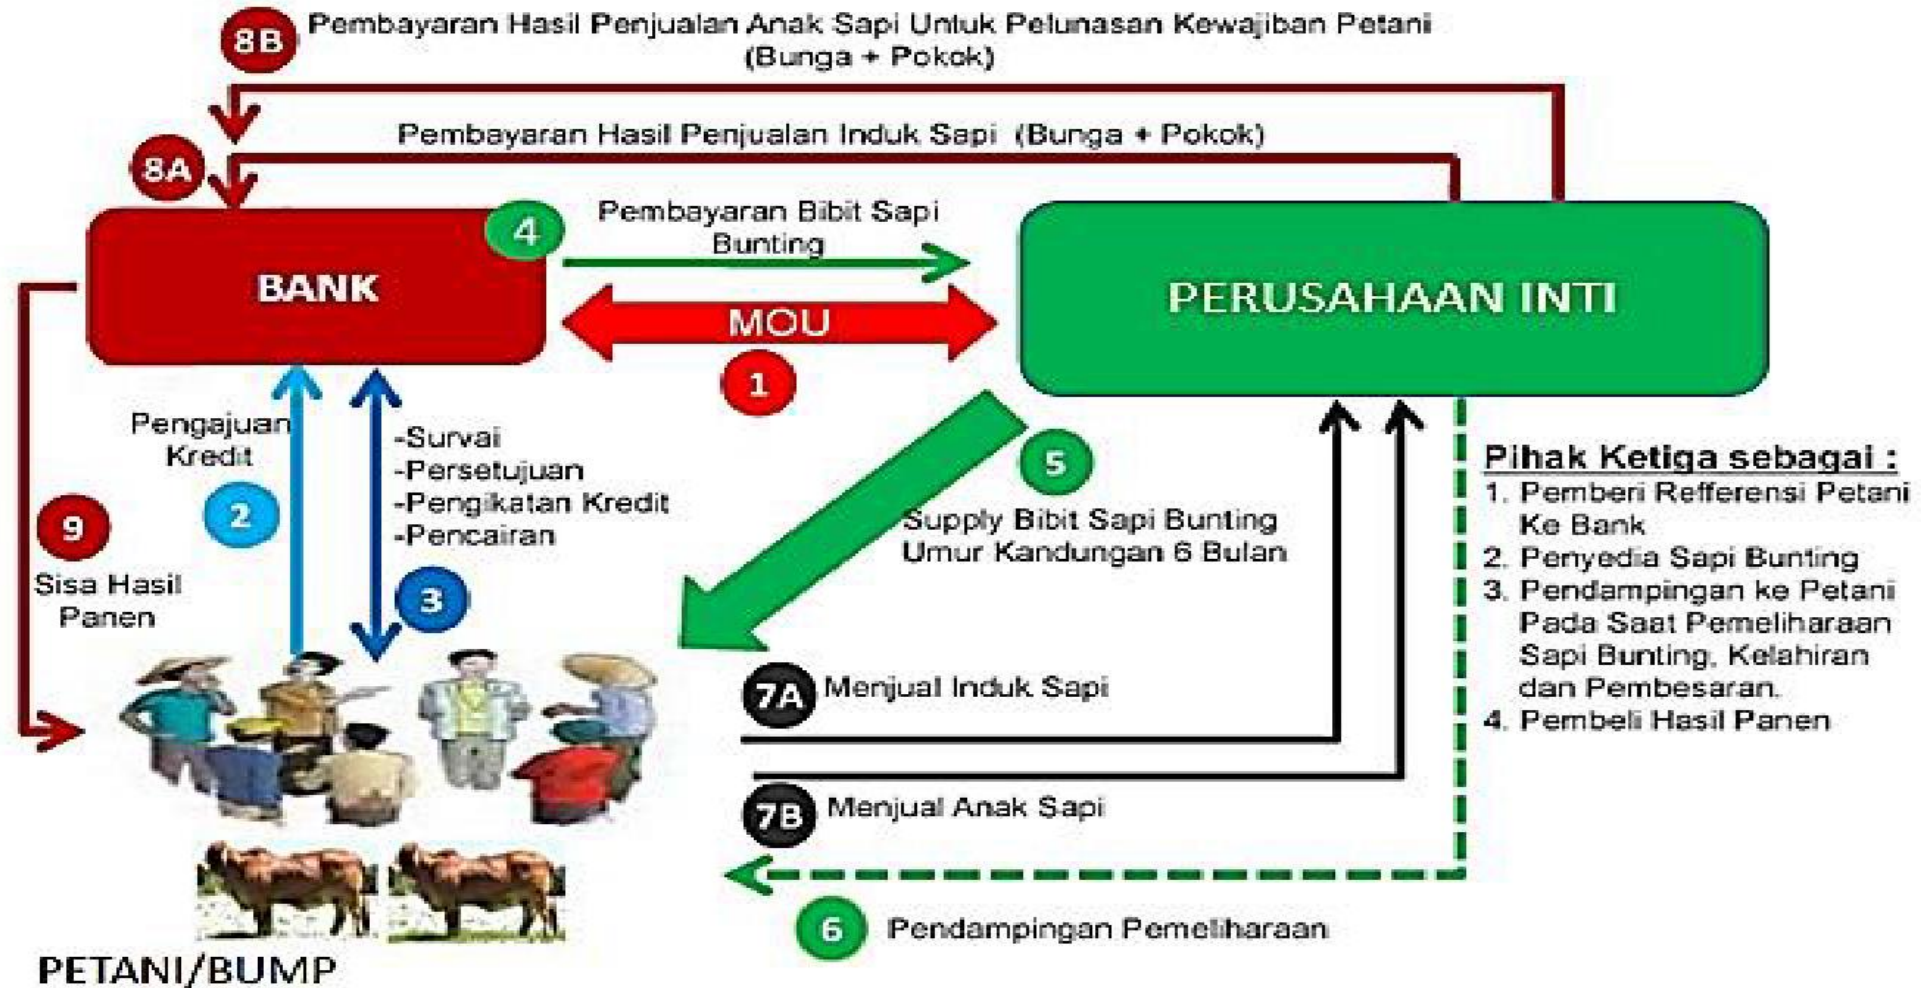 8B
Pembayaran Hasil Penjualan Anak Sapi Untuk Pelunasan Kewajiban Petani
(Bunga + Pokok)
8A
Pembayaran Hasil Penjualan Induk Sapi (Bunga + Pokok)
BANK
4
Pembayaran Bibit Sapi
Bunting
MOU
1
PERUSAHAAN INTI
Pengajuan
Kredit
2
-Survai
-Persetujuan
-Pengikatan Kredit
-Pencairan
3
5
Supply Bibit Sapi Bunting
Umur Kandungan 6 Bulan
Pihak Ketiga sebagai :
1. Pemberi Refferensi Petani
Ke Bank
2. Penyedia Sapi Bunting
3. Pendampingan ke Petani
Pada Saat Pemeliharaan
Sapi Bunting, Kelahiran
dan Pembesaran.
4. Pembeli Hasil Panen
9
Sisa Hasil
Panen
7A
Menjual Induk Sapi
7B
Menjual Anak Sapi
6
Pendampingan Pemeliharaan
PETANI/BUMP